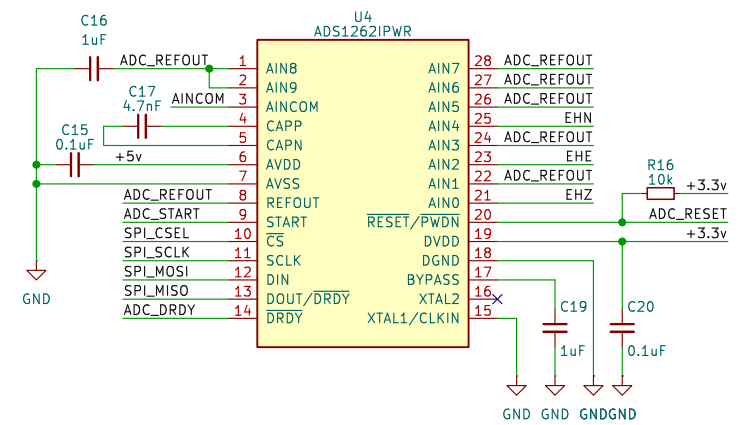 U4
ADS1262IPWR
C16
1uF
ADC_REFOUT
1 AIN8 AIN7 28 ADC_REFOUT
2 AIN9 AIN6 27 ADC_REFOUT
C17
4.7nF
AINCOM 3 AINCOM AIN5 26 ADC_REFOUT
4 CAPP AIN4 25 EHN
C15
0.1uF
5 CAPN AIN3 24 ADC_REFOUT
+5v 6 AVDD AIN2 23 EHE
7 AVSS AIN1 22 ADC_REFOUT
R16
10k
+3.3v
ADC_REFOUT 8 REFOUT AIN0 21 EHZ
ADC_START 9 START RESET/PWDN 20 ADC_RESET
SPI_CSEL 10 CS DVDD 19 +3.3v
SPI_SCLK 11 SCLK DGND 18
SPI_MOSI 12 DIN BYPASS 17
SPI_MISO 13 DOUT/DRDY XTAL2 16
ADC_DRDY 14 DRDY XTAL1/CLKIN 15
GND
C19
1uF
C20
0.1uF
GND GND GND GND